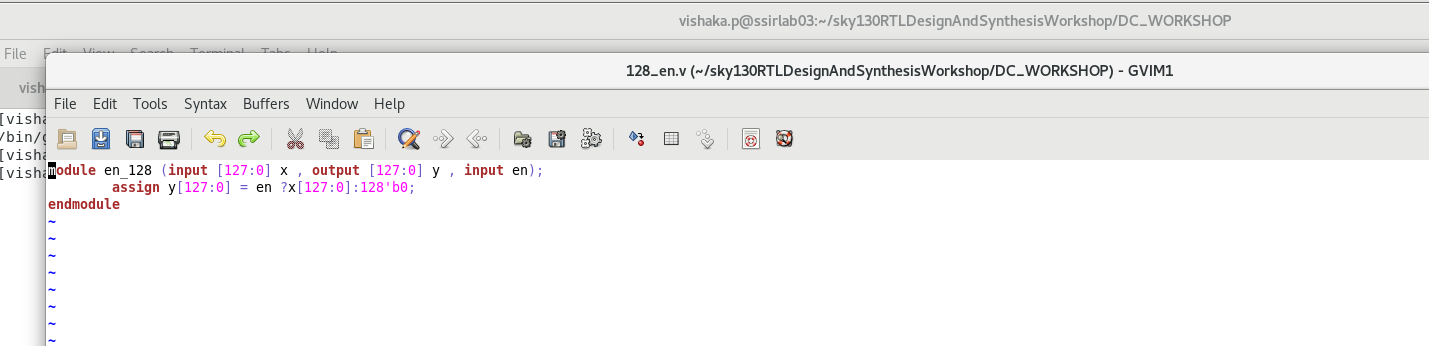 vishaka.p@ssirlab03:~/sky130RTLDesignAndSynthesisWorkshop/DC_WORKSHOP
File Edit View Search Terminal Tabs Help
128_en.v (~/sky130RTLDesignAndSynthesisWorkshop/DC_WORKSHOP) - GVIM1
vish
File Edit Tools Syntax Buffers Window Help
[visha
/bin/g
[visha
[visha
module en_128 (input [127:0] x , output [127:0] y , input en);
assign y[127:0] = en ?x[127:0]:128'b0;
endmodule
~
~
~
~
~
~
~
~